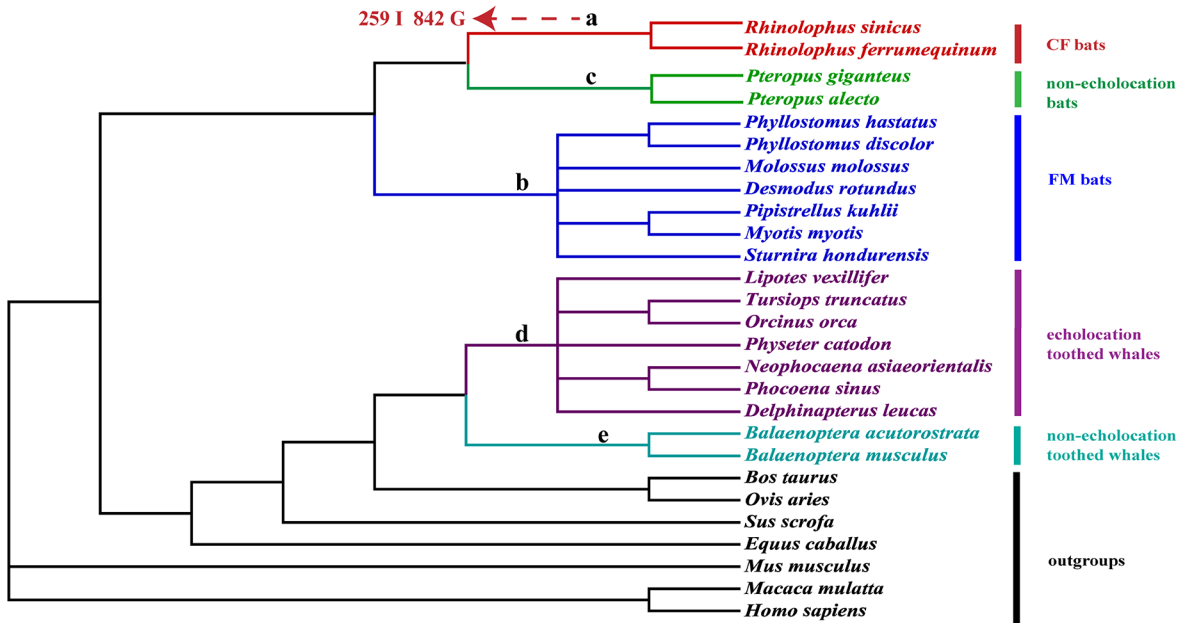 259 I 842 G
a
Rhinolophus sinicus
Rhinolophus ferrumequinum
CF bats
c
Pteropus giganteus
Pteropus alecto
non-echolocation
bats
Phyllostomus hastatus
Phyllostomus discolor
Molossus molossus
b
Desmodus rotundus
Pipistrellus kuhlii
Myotis myotis
Sturnira hondurensis
FM bats
Lipotes vexillifer
Tursiops truncatus
Orcinus orca
d
Physeter catodon
Neophocaena asiaeorientalis
Phocoena sinus
Delphinapterus leucas
echolocation
toothed whales
e
Balaenoptera acutorostrata
Balaenoptera musculus
non-echolocation
toothed whales
Bos taurus
Ovis aries
Sus scrofa
Equus caballus
Mus musculus
Macaca mulatta
Homo sapiens
outgroups